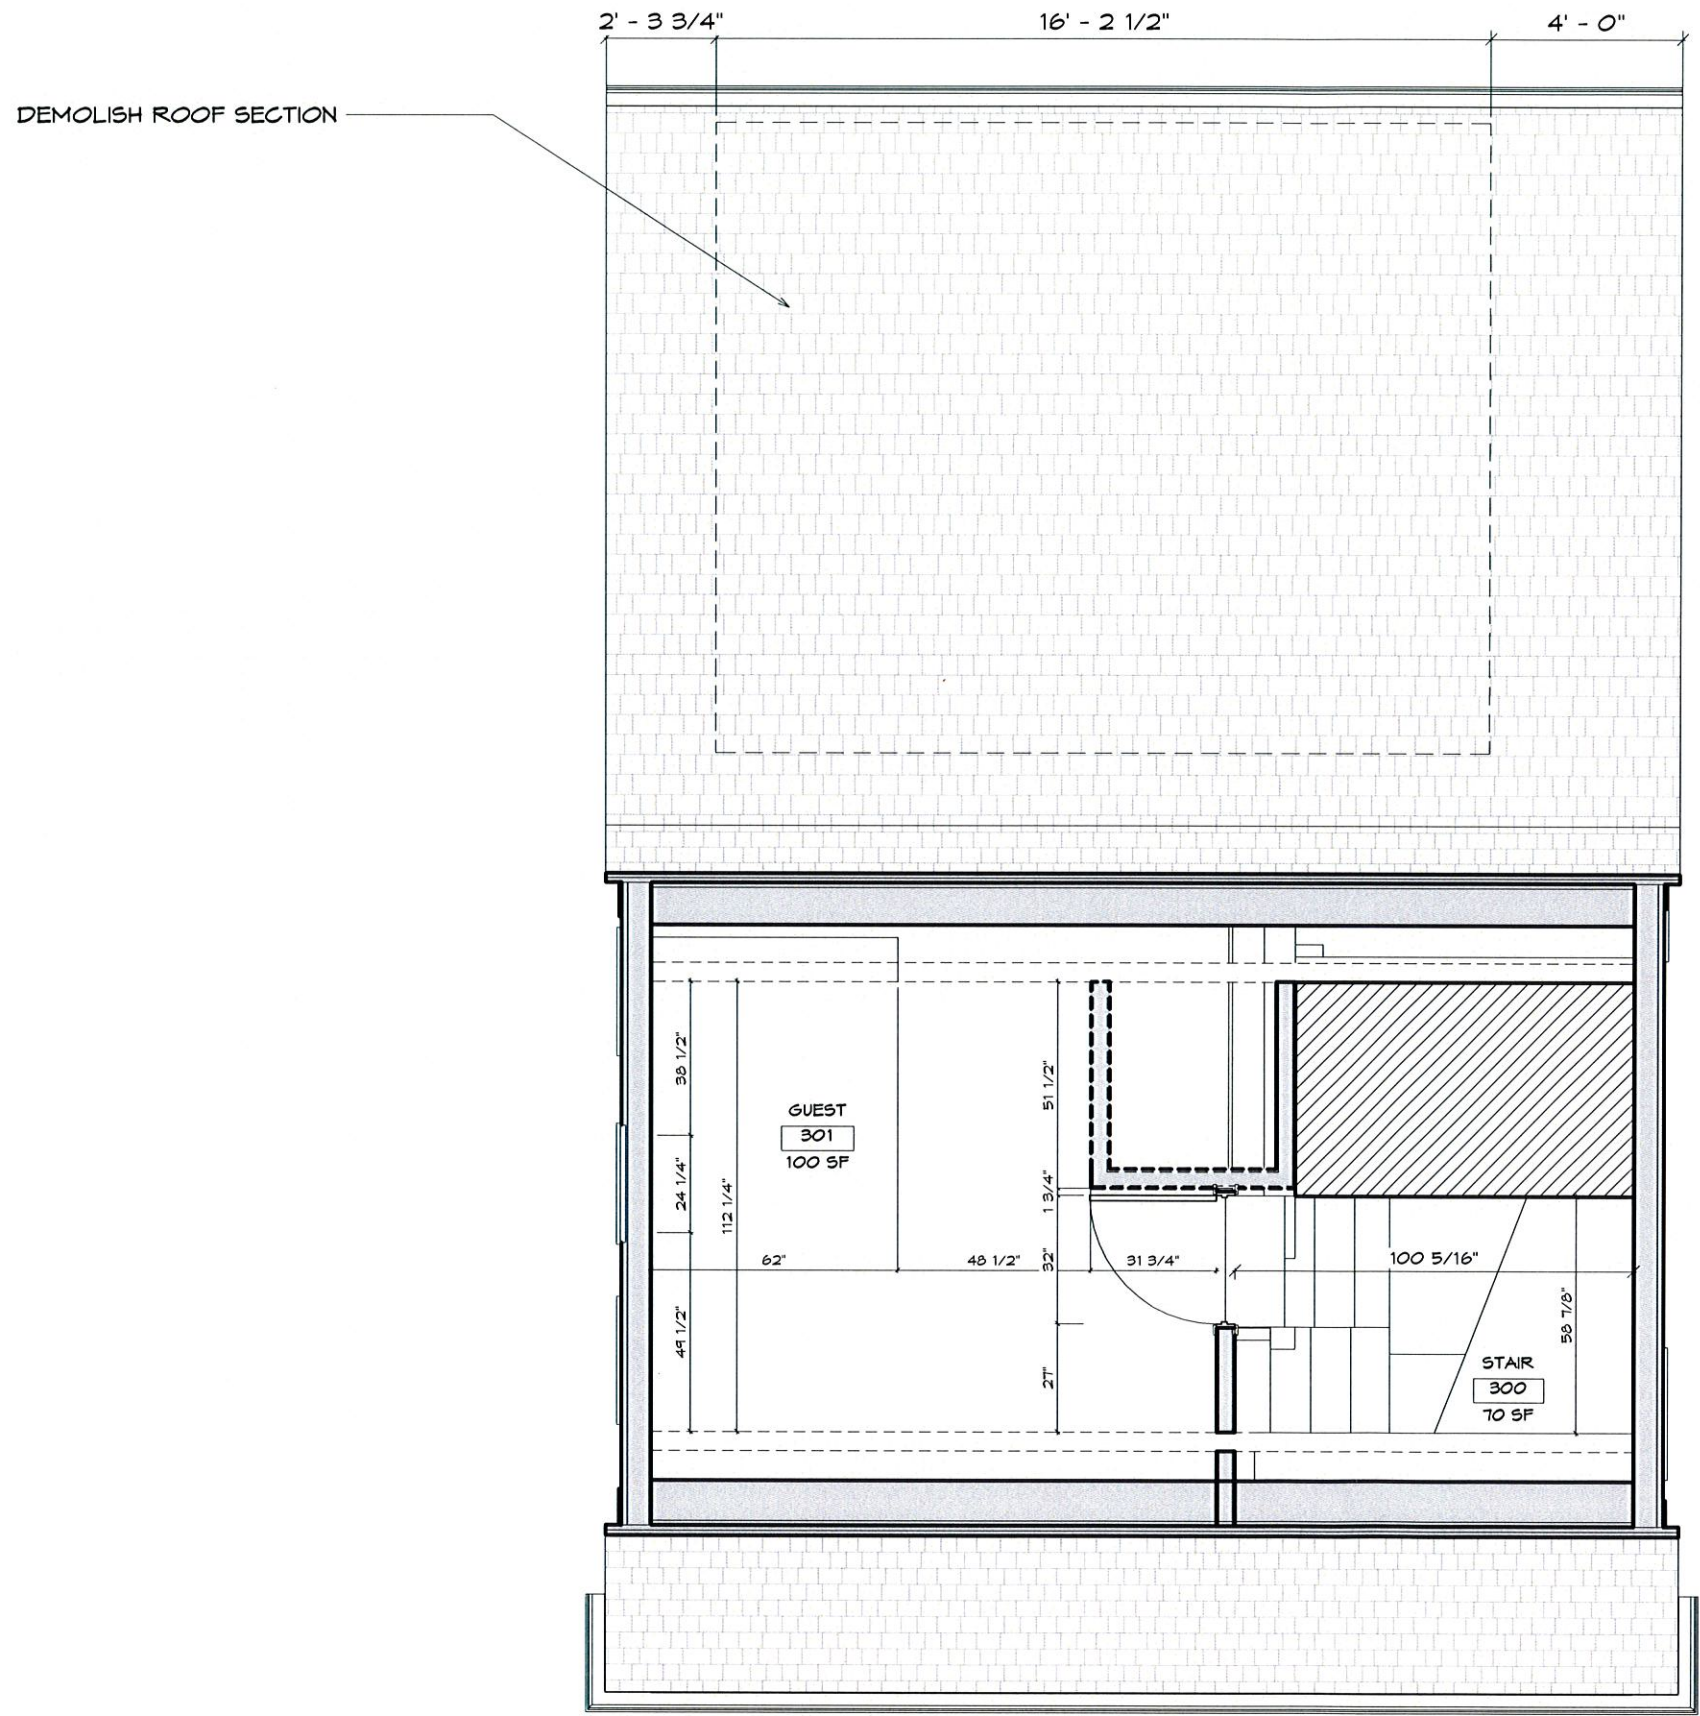 2' - 3 3/4"
16' - 2 1/2"
4' - 0"
DEMOLISH ROOF SECTION
38 1/2"
24 1/4"
49 1/2"
112 1/4"
GUEST
301
100 SF
51 1/2"
1 3/4"
32"
27"
62"
48 1/2"
31 3/4"
100 5/16"
58 7/8"
STAIR
300
70 SF